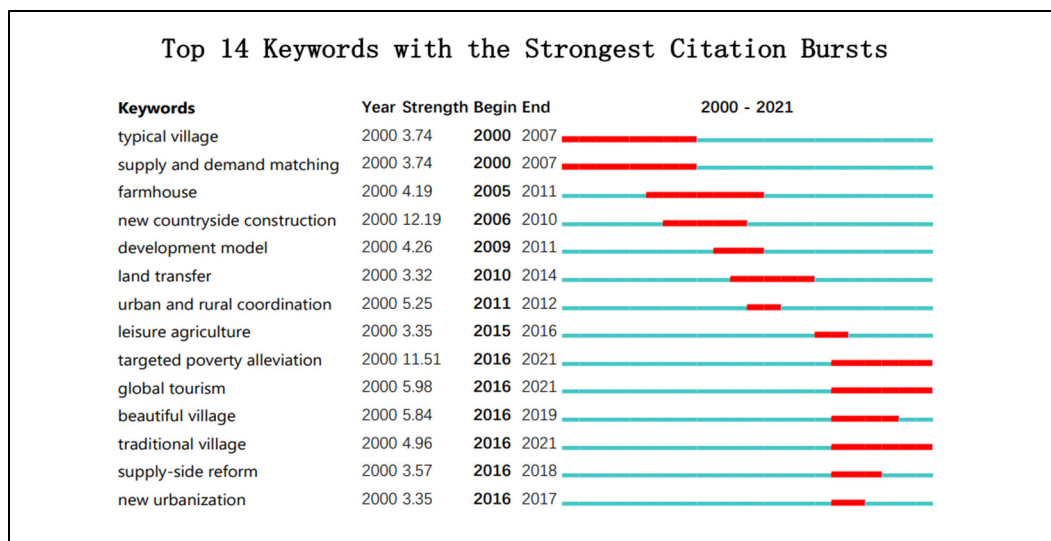 Top 14 Keywords with the Strongest Citation Bursts
Keywords Year Strength Begin End 2000 - 2021
typical village 2000 3.74 2000 2007
supply and demand matching 2000 3.74 2000 2007
farmhouse 2000 4.19 2005 2011
new countryside construction 2000 12.19 2006 2010
development model 2000 4.26 2009 2011
land transfer 2000 3.32 2010 2014
urban and rural coordination 2000 5.25 2011 2012
leisure agriculture 2000 3.35 2015 2016
targeted poverty alleviation 2000 11.51 2016 2021
global tourism 2000 5.98 2016 2021
beautiful village 2000 5.84 2016 2019
traditional village 2000 4.96 2016 2021
supply-side reform 2000 3.57 2016 2018
new urbanization 2000 3.35 2016 2017